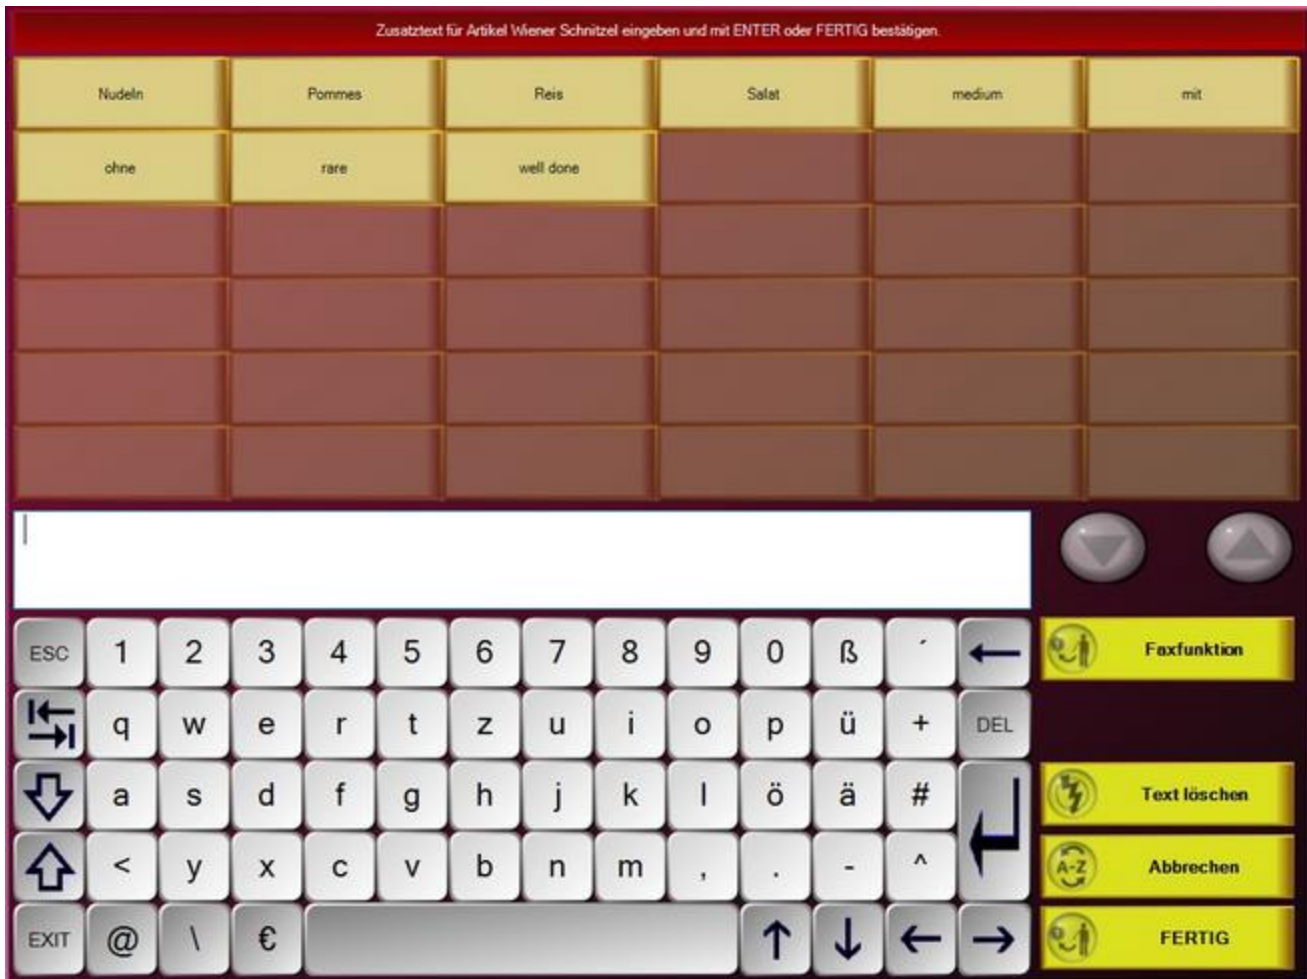 Zusatztext für Artikel Wiener Schnitzel eingeben und mit ENTER oder FERTIG bestätigen.
Nudeln Pommes Reis Salat medium mit
ohne rare well done
ESC 1 2 3 4 5 6 7 8 9 0 ß ´ Faxfunktion
q w e r t z u i o p ü + DEL
a s d f g h j k l ö ä # Text löschen
< y x c v b n m , . - ^ A-Z Abbrechen
EXIT @ \ € FERTIG